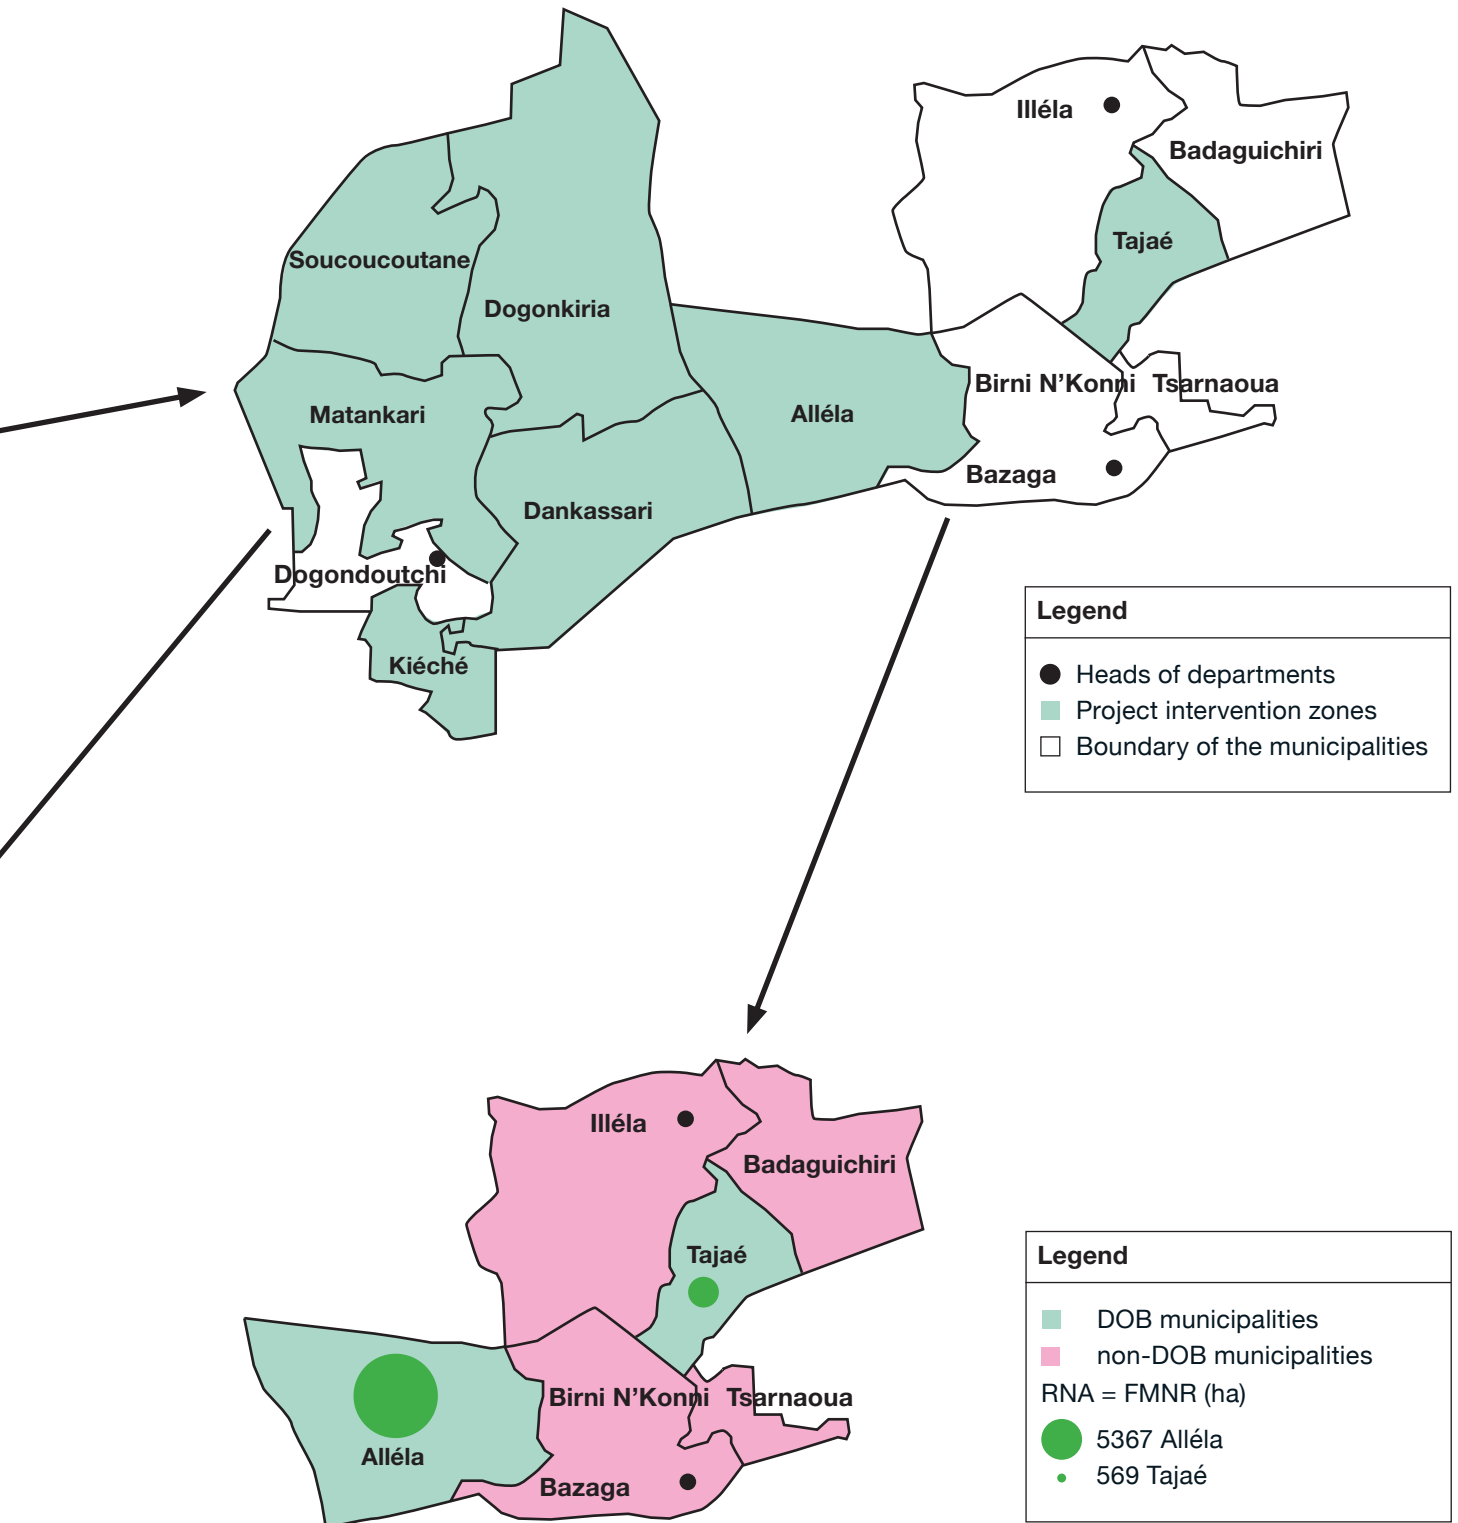 Illéla
Badaguichiri
Tajaé
Soucoucoutane
Dogonkiria
Birni N’Konni
Tsarnaoua
Matankari
Alléla
Bazaga
Dankassari
Dogondoutchi
Kiéché
Legend
Heads of departments
Project intervention zones
Boundary of the municipalities
Illéla
Badaguichiri
Tajaé
Birni N’Konni
Tsarnaoua
Alléla
Bazaga
Legend
DOB municipalities
non-DOB municipalities
RNA = FMNR (ha)
5367 Alléla
569 Tajaé